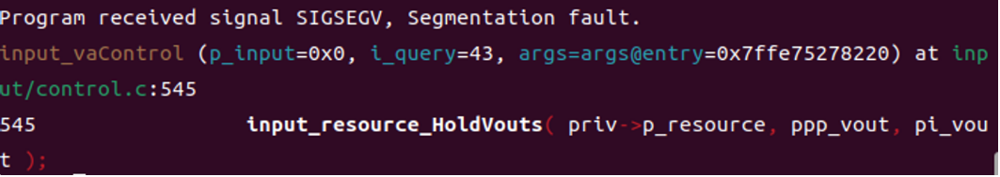 Program received signal SIGSEGV, Segmentation fault.
input_vaControl (p_input=0x0, i_query=43, args=args@entry=0x7ffe75278220) at inp
ut/control.c:545
545                 input_resource_HoldVouts( priv->p_resource, ppp_vout, pi_vou
t );